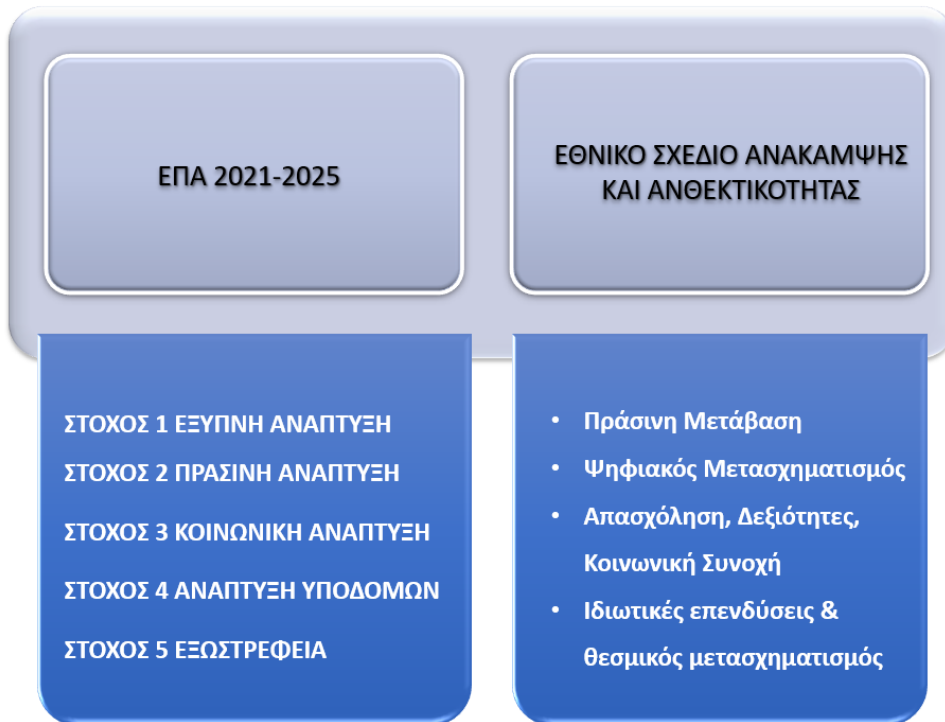 ΕΠΑ 2021-2025
ΕΘΝΙΚΟ ΣΧΕΔΙΟ ΑΝΑΚΑΜΨΗΣ
ΚΑΙ ΑΝΘΕΚΤΙΚΟΤΗΤΑΣ
ΣΤΟΧΟΣ 1 ΕΞΥΠΝΗ ΑΝΑΠΤΥΞΗ
ΣΤΟΧΟΣ 2 ΠΡΑΣΙΝΗ ΑΝΑΠΤΥΞΗ
ΣΤΟΧΟΣ 3 ΚΟΙΝΩΝΙΚΗ ΑΝΑΠΤΥΞΗ
ΣΤΟΧΟΣ 4 ΑΝΑΠΤΥΞΗ ΥΠΟΔΟΜΩΝ
ΣΤΟΧΟΣ 5 ΕΞΩΣΤΡΕΦΕΙΑ
• Πράσινη Μετάβαση
• Ψηφιακός Μετασχηματισμός
• Απασχόληση, Δεξιότητες,
Κοινωνική Συνοχή
• Ιδιωτικές επενδύσεις &
θεσμικός μετασχηματισμός